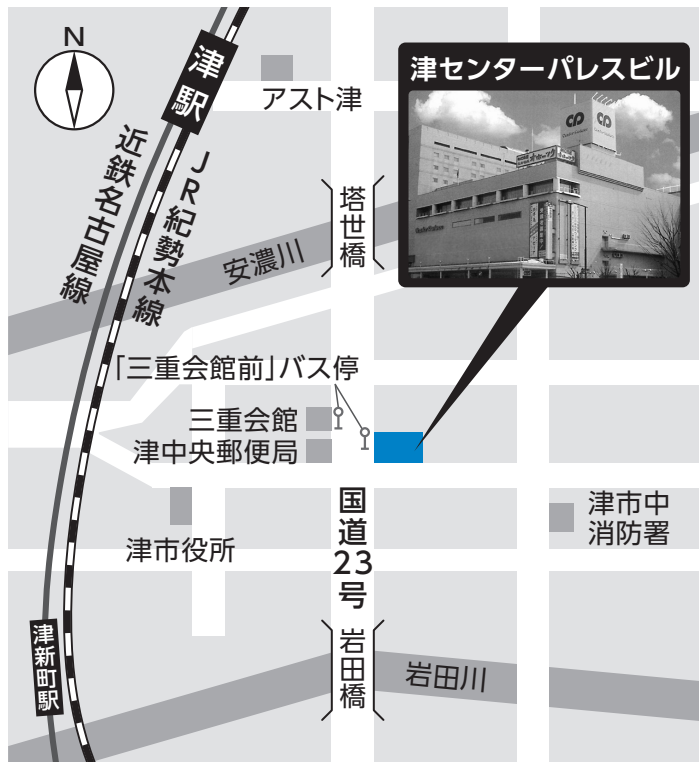 N
津駅
アスト津
津センターパレスビル
CP
CP
近鉄名古屋線
JR紀勢本線
塔世橋
安濃川
「三重会館前」バス停
三重会館
津中央郵便局
津市役所
国道23号
津市中
消防署
津新町駅
岩田橋
岩田川